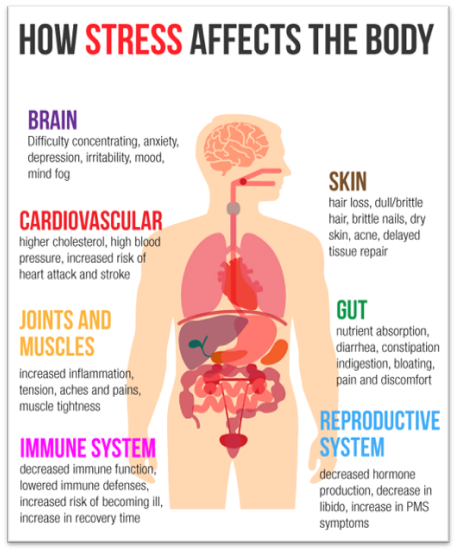 HOW STRESS AFFECTS THE BODY
BRAIN
Difficulty concentrating, anxiety,
depression, irritability, mood,
mind fog
CARDIOVASCULAR
higher cholesterol, high blood
pressure, increased risk of
heart attack and stroke
JOINTS AND
MUSCLES
increased inflammation,
tension, aches and pains,
muscle tightness
IMMUNE SYSTEM
decreased immune function,
lowered immune defenses,
increased risk of becoming ill,
increase in recovery time
SKIN
hair loss, dull/brittle
hair, brittle nails, dry
skin, acne, delayed
tissue repair
GUT
nutrient absorption,
diarrhea, constipation
indigestion, bloating,
pain and discomfort
REPRODUCTIVE
SYSTEM
decreased hormone
production, decrease in
libido, increase in PMS
symptoms